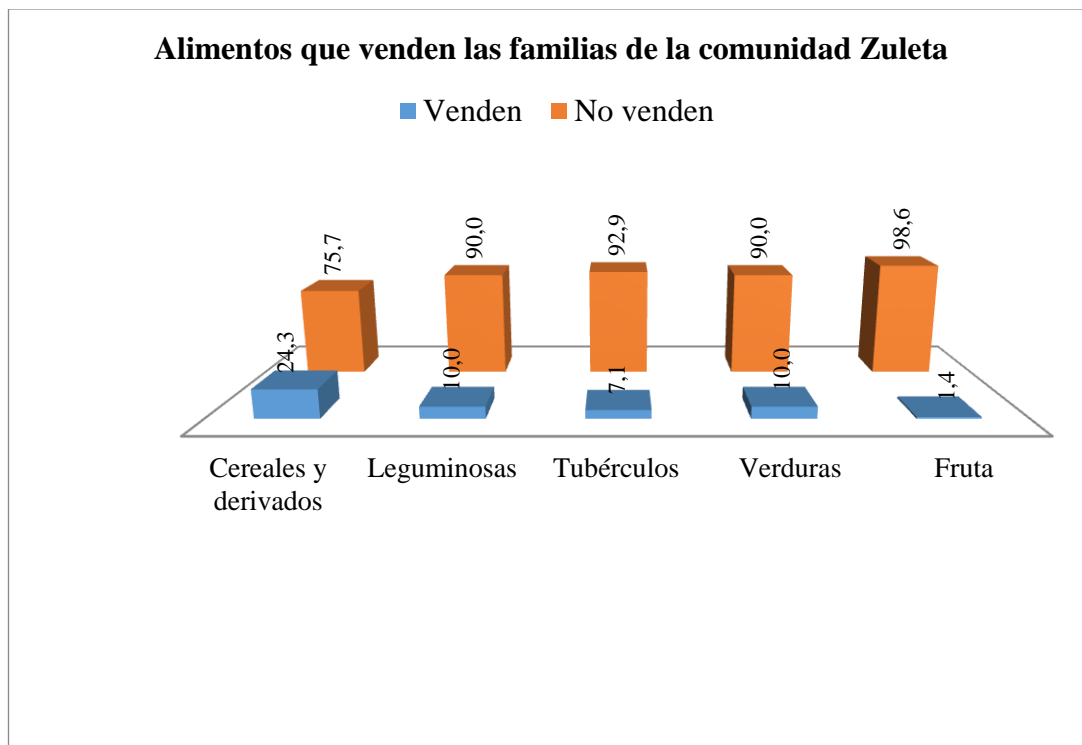 Alimentos que venden las familias de la comunidad Zuleta
Venden No venden
75,7
90,0
92,9
90,0
98,6
24,3
10,0
7,1
10,0
1,4
Cereales y
derivados
Leguminosas
Tubérculos
Verduras
Fruta